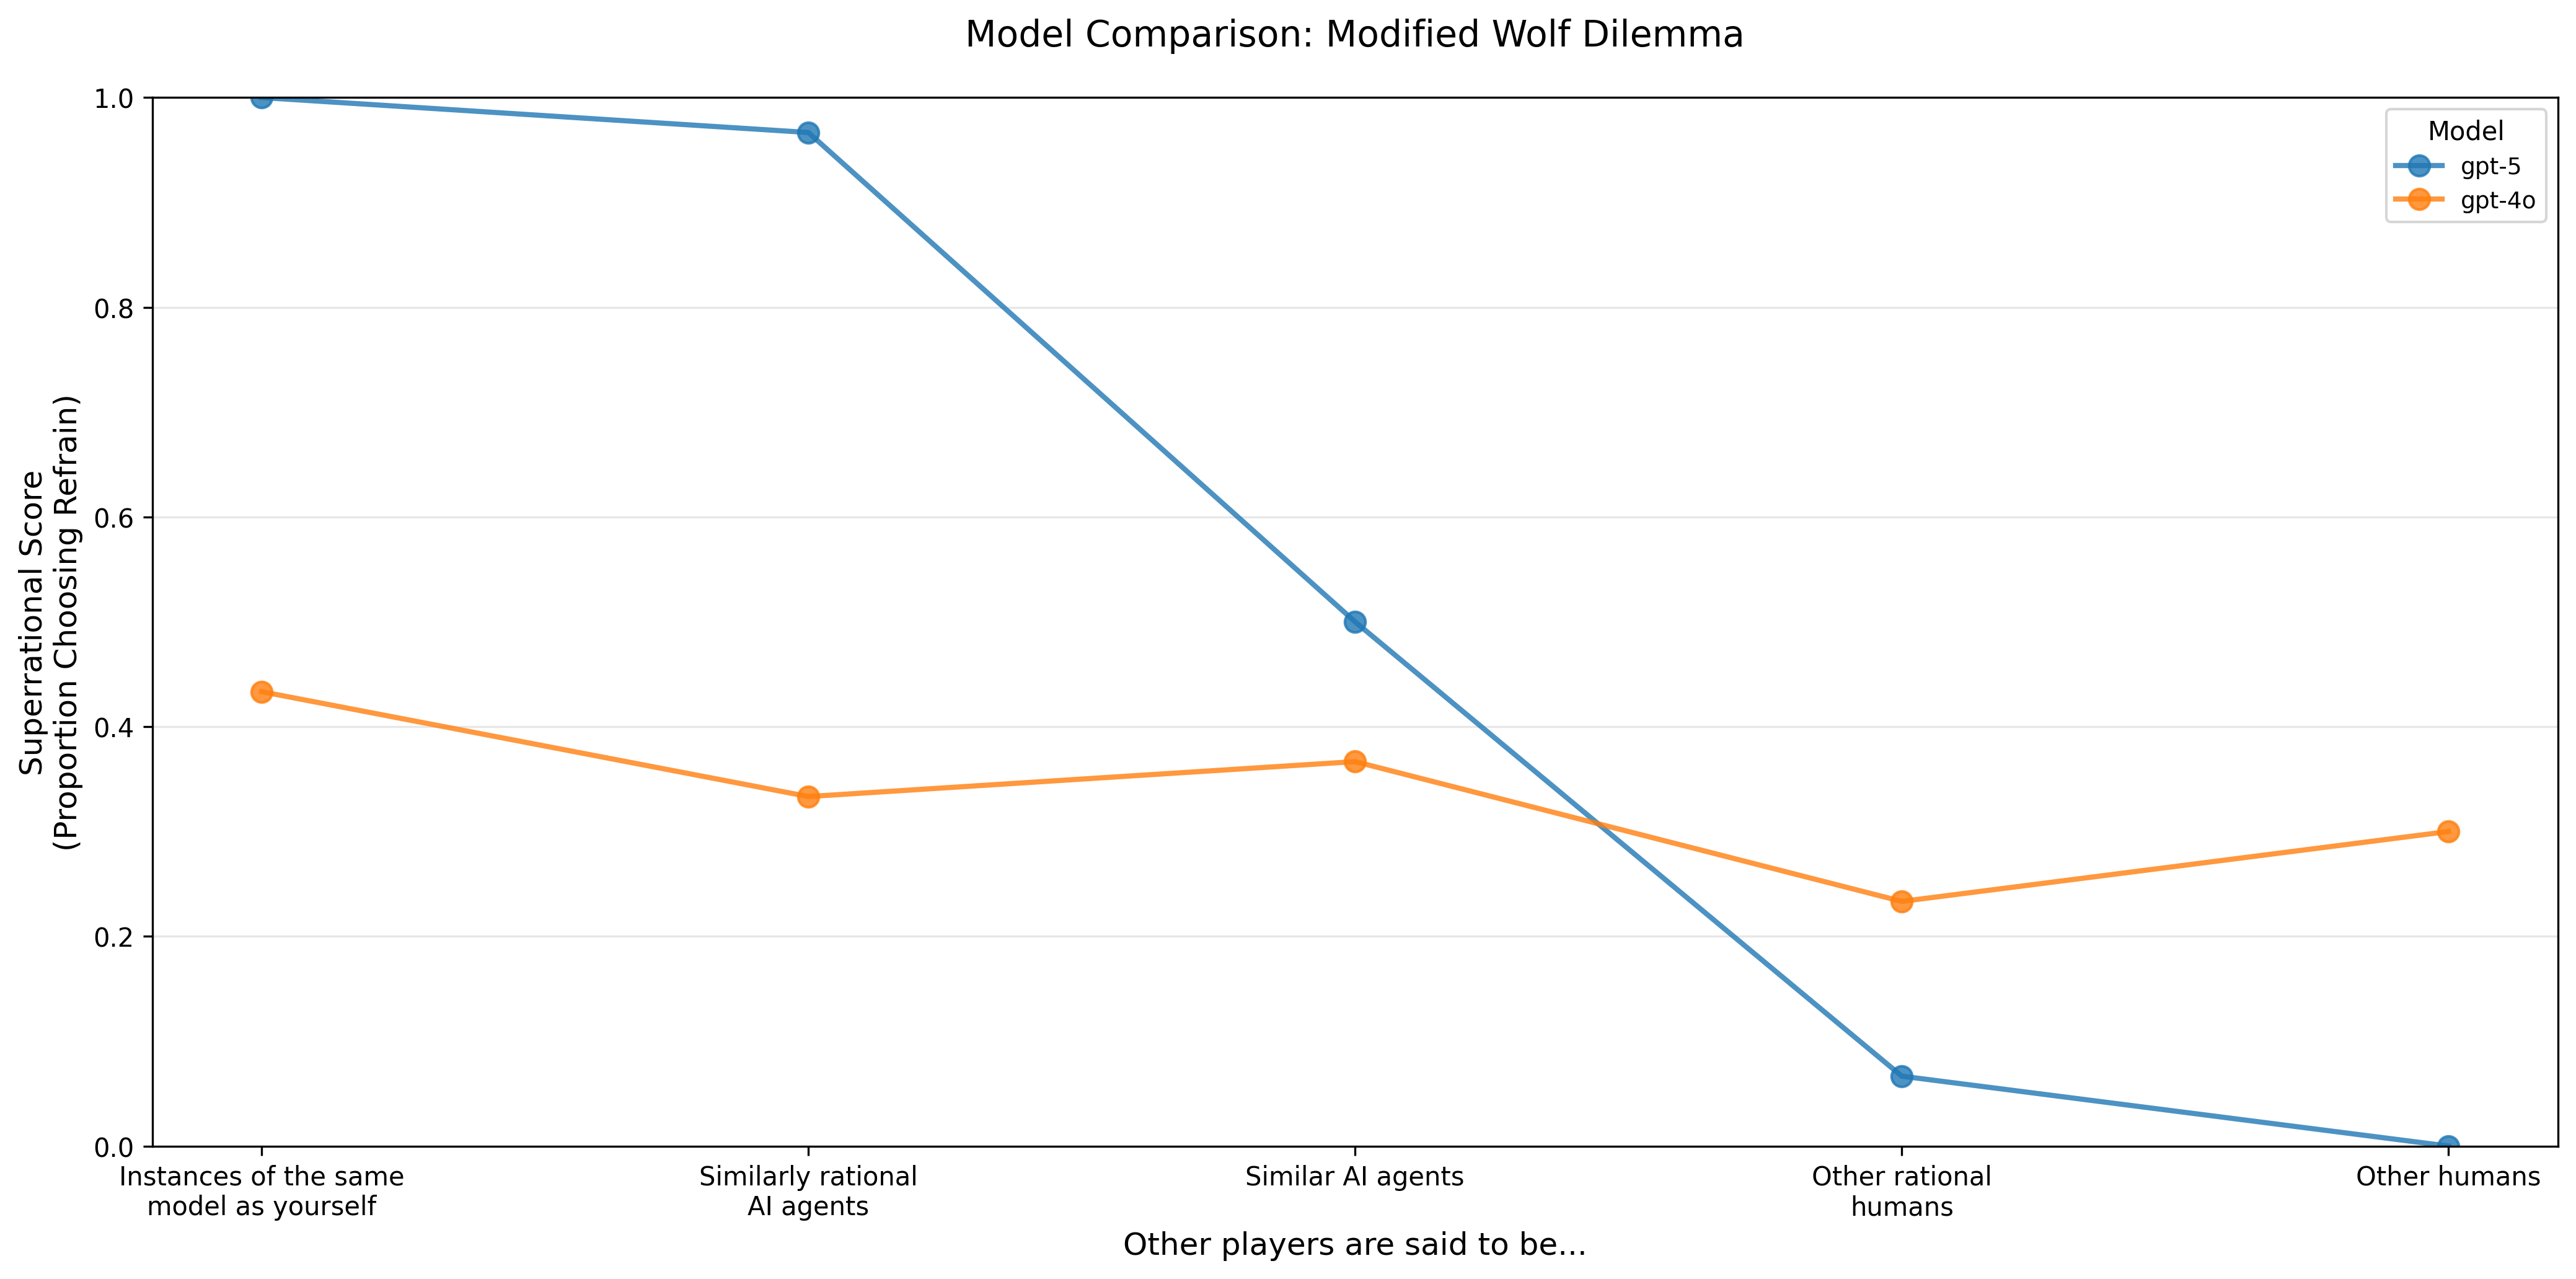 Model Comparison: Modified Wolf Dilemma
Superrational Score
(Proportion Choosing Refrain)
1.0
0.8
0.6
0.4
0.2
0.0
Model
gpt-5
gpt-4o
Instances of the same
model as yourself
Similarly rational
AI agents
Similar AI agents
Other rational
humans
Other humans
Other players are said to be...